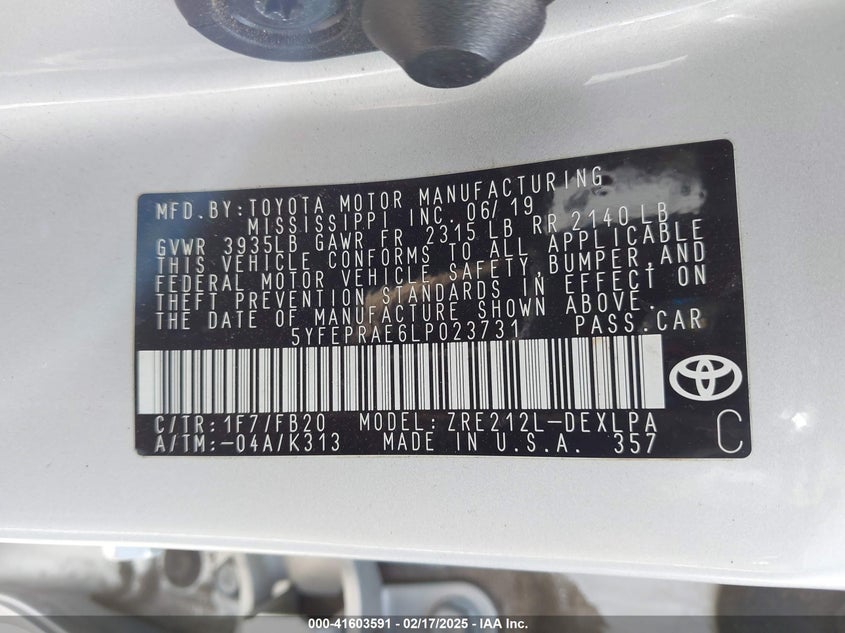 MFD. BY: TOYOTA MOTOR MANUFACTURING
MISSISSIPPI INC. 06/19
GVWR 3935LB GAWR FR 2315 LB RR 2140 LB
THIS VEHICLE CONFORMS TO ALL APPLICABLE
FEDERAL MOTOR VEHICLE SAFETY, BUMPER, AND
THEFT PREVENTION STANDARDS IN EFFECT ON
THE DATE OF MANUFACTURE SHOWN ABOVE.
5YFEPRAE6LP023731 PASS. CAR
C/TR: 1F7/FB20 MODEL: ZRE212L-DEXLPA
A/TM: -04A/K313 MADE IN U.S.A. 357 C
000-41603591 - 02/17/2025 - IAAI.COM